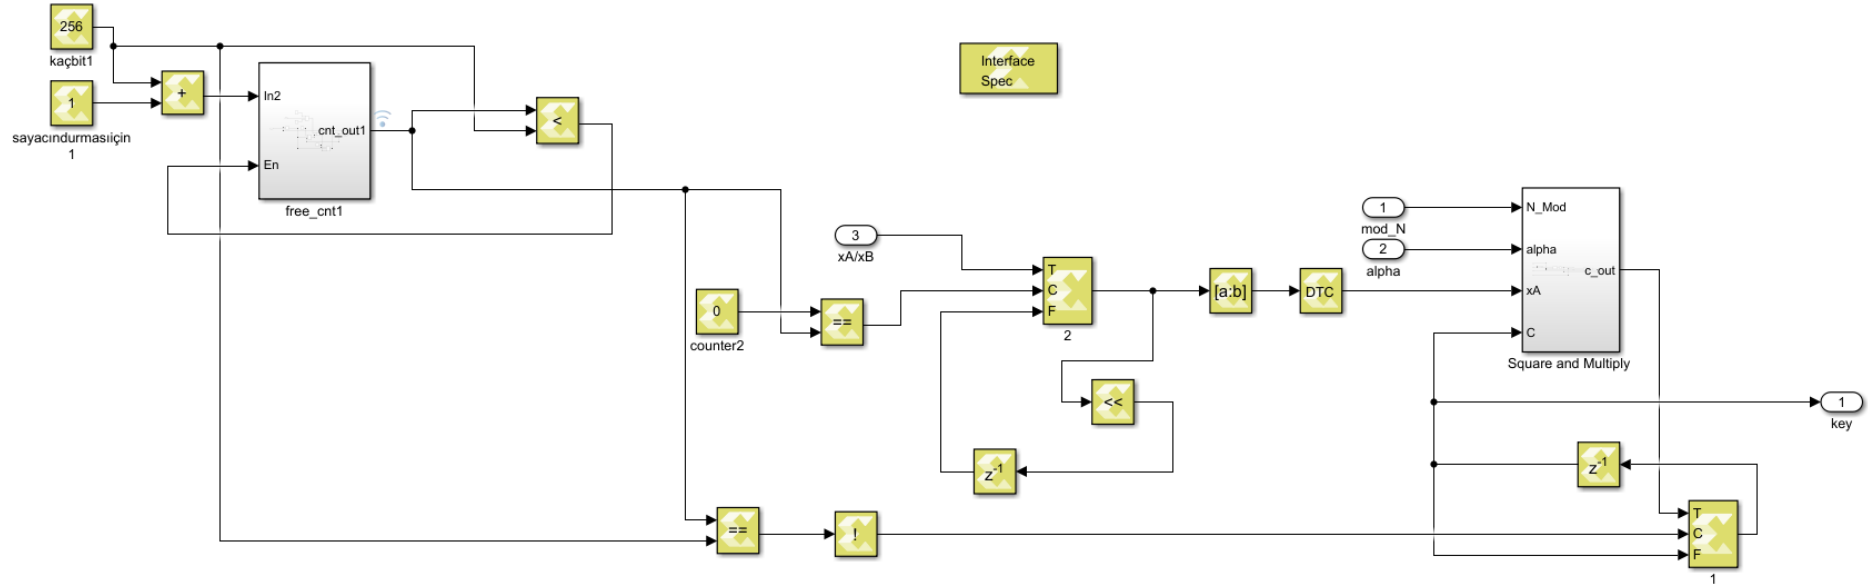 256
kaçbit1
1
sayacındurmasıiçin
1
+
In2
cnt_out1
En
free_cnt1
<
Interface
Spec
3
xA/xB
0
counter2
==
T
C
F
2
[a:b]
DTC
1
mod_N
2
alpha
N_Mod
alpha
c_out
xA
C
Square and Multiply
<<
z-1
1
key
z-1
==
!
T
C
F
1